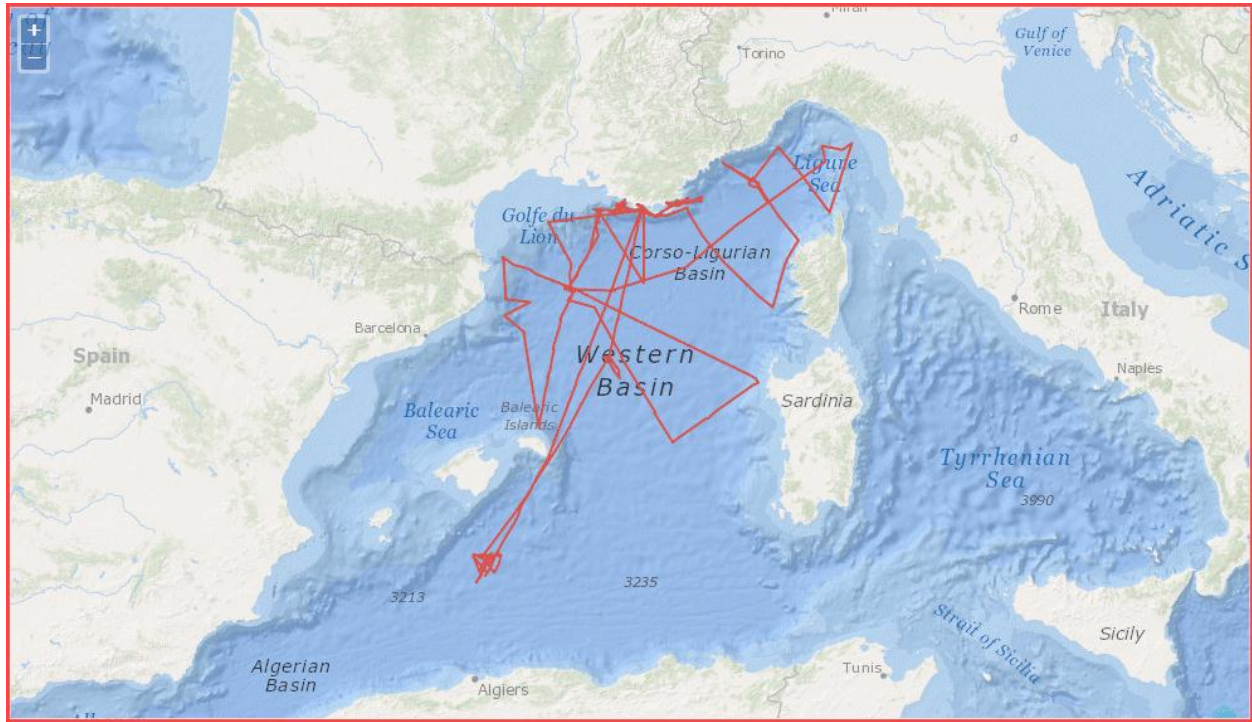 +
−
Torino
Gulf of
Venice
Ligure
Sea
Adriatic S
Golfe du
Lion
Corso-Ligurian
Basin
Rome
Italy
Barcelona
Spain
Western
Basin
Naples
Madrid
Sardinia
Balearic
Sea
Balearic
Islands
Tyrrhenian
Sea
3990
3235
3213
Strait of Sicilia
Sicily
Algerian
Basin
Tunis
Algiers